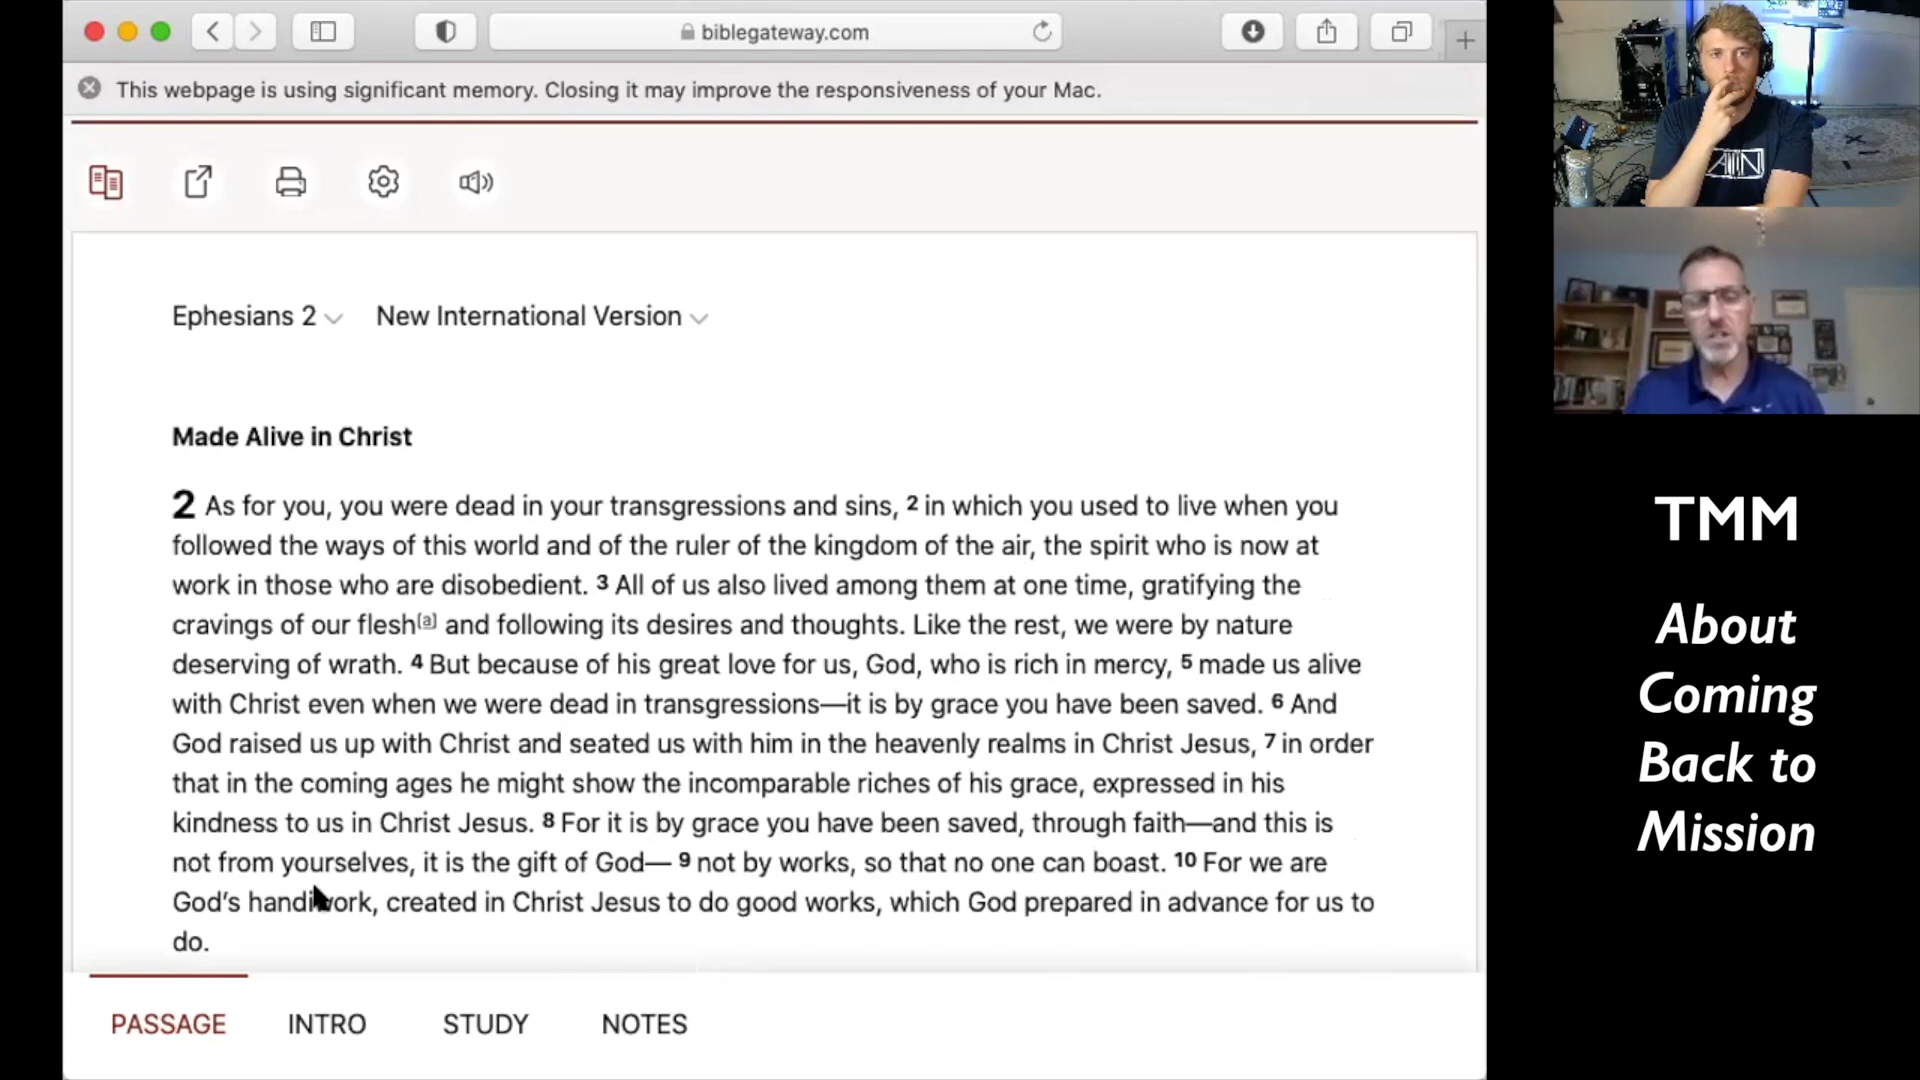 biblegateway.com
This webpage is using significant memory. Closing it may improve the responsiveness of your Mac.
Ephesians 2 New International Version
Made Alive in Christ
2 As for you, you were dead in your transgressions and sins, 2 in which you used to live when you
followed the ways of this world and of the ruler of the kingdom of the air, the spirit who is now at
work in those who are disobedient. 3 All of us also lived among them at one time, gratifying the
cravings of our flesh[a] and following its desires and thoughts. Like the rest, we were by nature
deserving of wrath. 4 But because of his great love for us, God, who is rich in mercy, 5 made us alive
with Christ even when we were dead in transgressions—it is by grace you have been saved. 6 And
God raised us up with Christ and seated us with him in the heavenly realms in Christ Jesus, 7 in order
that in the coming ages he might show the incomparable riches of his grace, expressed in his
kindness to us in Christ Jesus. 8 For it is by grace you have been saved, through faith—and this is
not from yourselves, it is the gift of God— 9 not by works, so that no one can boast. 10 For we are
God's handiwork, created in Christ Jesus to do good works, which God prepared in advance for us to
do.
PASSAGE INTRO STUDY NOTES
TMM
About
Coming
Back to
Mission